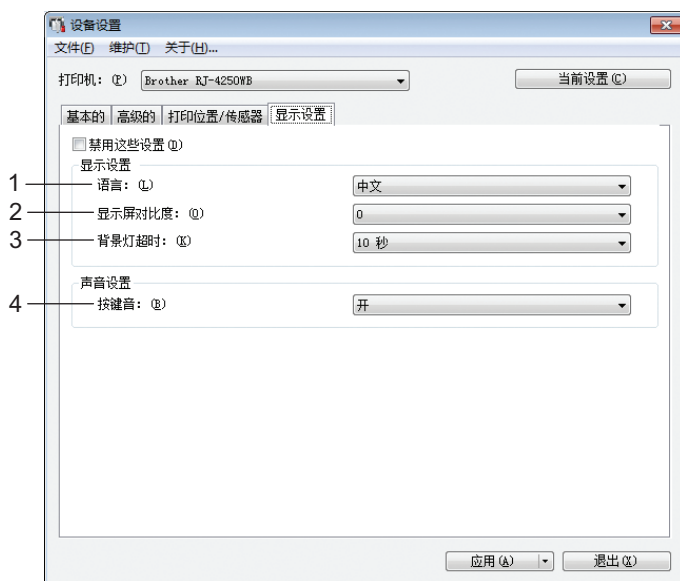 设备设置
文件(F) 维护(T) 关于(H)...
打印机: (P) Brother RJ-4250WB 当前设置(C)
基本的 高级的 打印位置/传感器 显示设置
禁用这些设置(D)
显示设置
1 语言: (L) 中文
2 显示屏对比度: (O) 0
3 背景灯超时: (K) 10 秒
声音设置
4 按键音: (B) 开
应用(A) 退出(X)